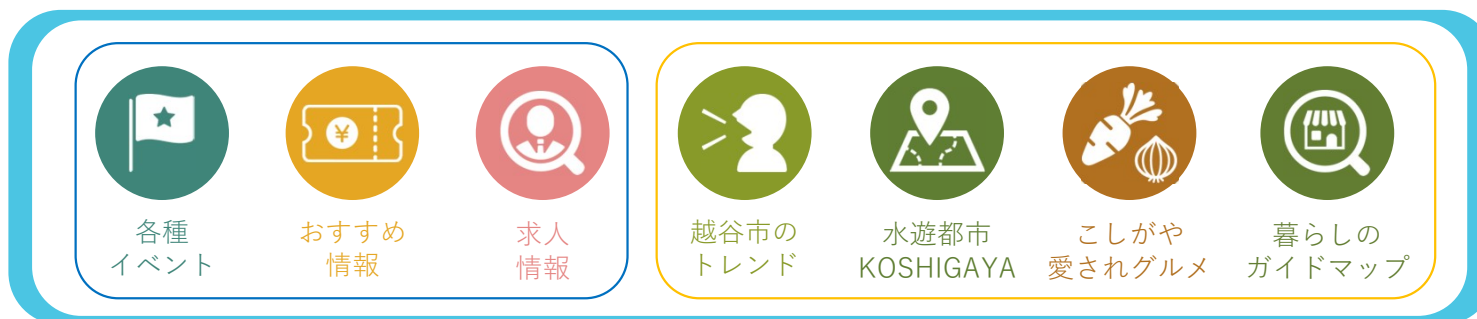 ¥
各種
イベント
おすすめ
情報
求人
情報
越谷市の
トレンド
水遊都市
KOSHIGAYA
こしがや
愛されグルメ
暮らしの
ガイドマップ